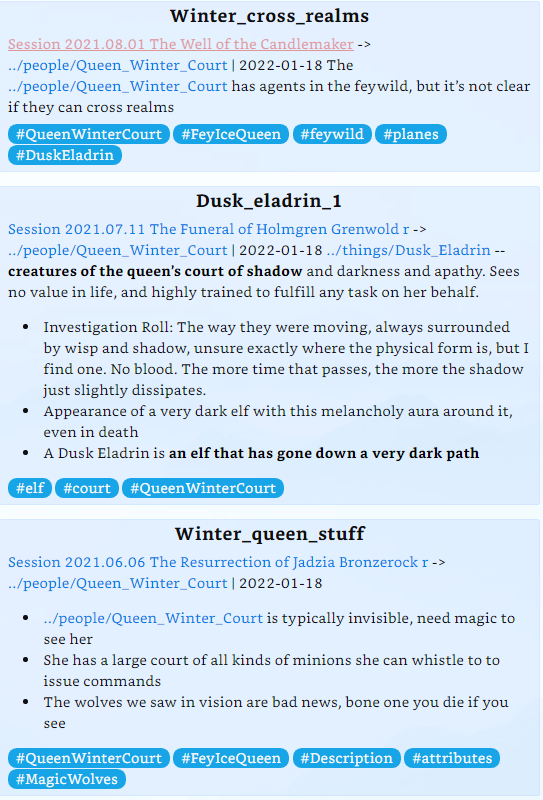 Winter_cross_realms
Session 2021.08.01 The Well of the Candlemaker ->
../people/Queen_Winter_Court | 2022-01-18 The
../people/Queen_Winter_Court has agents in the feywild, but it's not clear
if they can cross realms
#QueenWinterCourt #FeyIceQueen #feywild #planes
#DuskEladrin
Dusk_eladrin_1
Session 2021.07.11 The Funeral of Holmgren Grenwold r ->
../people/Queen_Winter_Court | 2022-01-18 ../things/Dusk_Eladrin --
creatures of the queen's court of shadow and darkness and apathy. Sees
no value in life, and highly trained to fulfill any task on her behalf.
• Investigation Roll: The way they were moving, always surrounded
by wisp and shadow, unsure exactly where the physical form is, but I
find one. No blood. The more time that passes, the more the shadow
just slightly dissipates.
• Appearance of a very dark elf with this melancholy aura around it,
even in death
• A Dusk Eladrin is an elf that has gone down a very dark path
#elf #court #QueenWinterCourt
Winter_queen_stuff
Session 2021.06.06 The Resurrection of Jadzia Bronzerock r ->
../people/Queen_Winter_Court | 2022-01-18
• ../people/Queen_Winter_Court is typically invisible, need magic to
see her
• She has a large court of all kinds of minions she can whistle to to
issue commands
• The wolves we saw in vision are bad news, bone one you die if you
see
#QueenWinterCourt #FeyIceQueen #Description #attributes
#MagicWolves